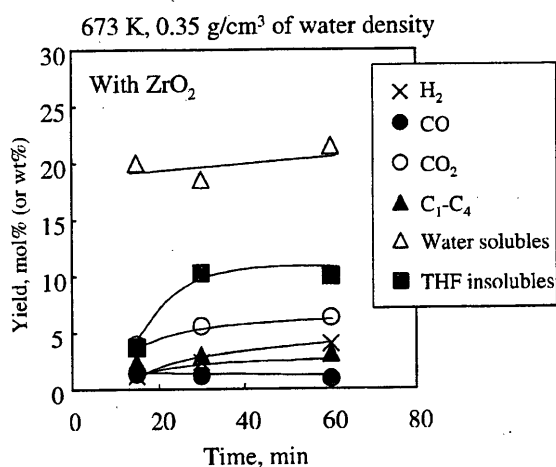 673 K, 0.35 g/cm³ of water density
With ZrO₂
Yield, mol% (or wt%)
30
25
20
15
10
5
0
0 20 40 60 80
Time, min
H₂
CO
CO₂
C₁-C₄
Water solubles
THF insolubles